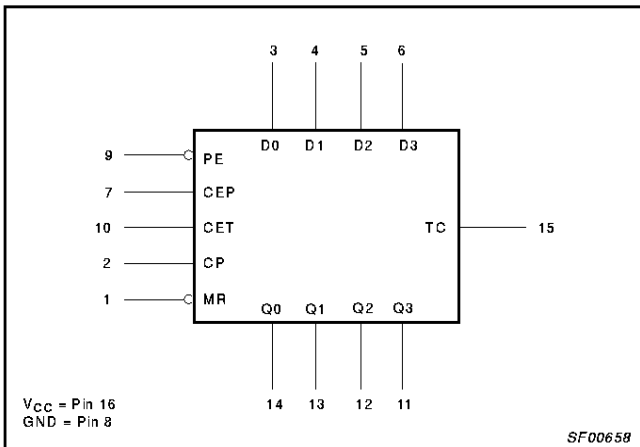 3 4 5 6
D0 D1 D2 D3
9 PE
7 CEP
10 CET TC 15
2 CP
1 MR
Q0 Q1 Q2 Q3
14 13 12 11
VCC = Pin 16
GND = Pin 8
SF00658